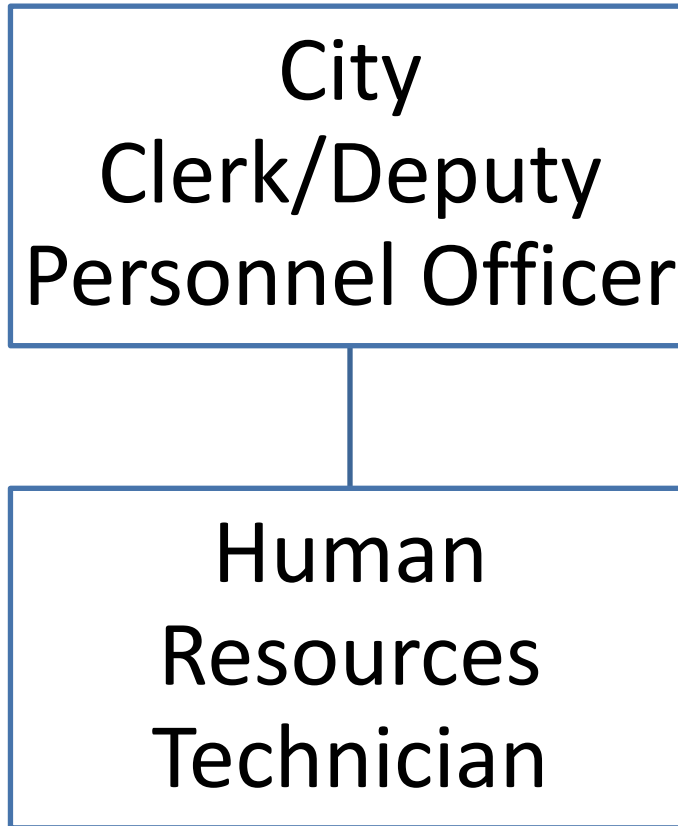 City
Clerk/Deputy
Personnel Officer
Human
Resources
Technician